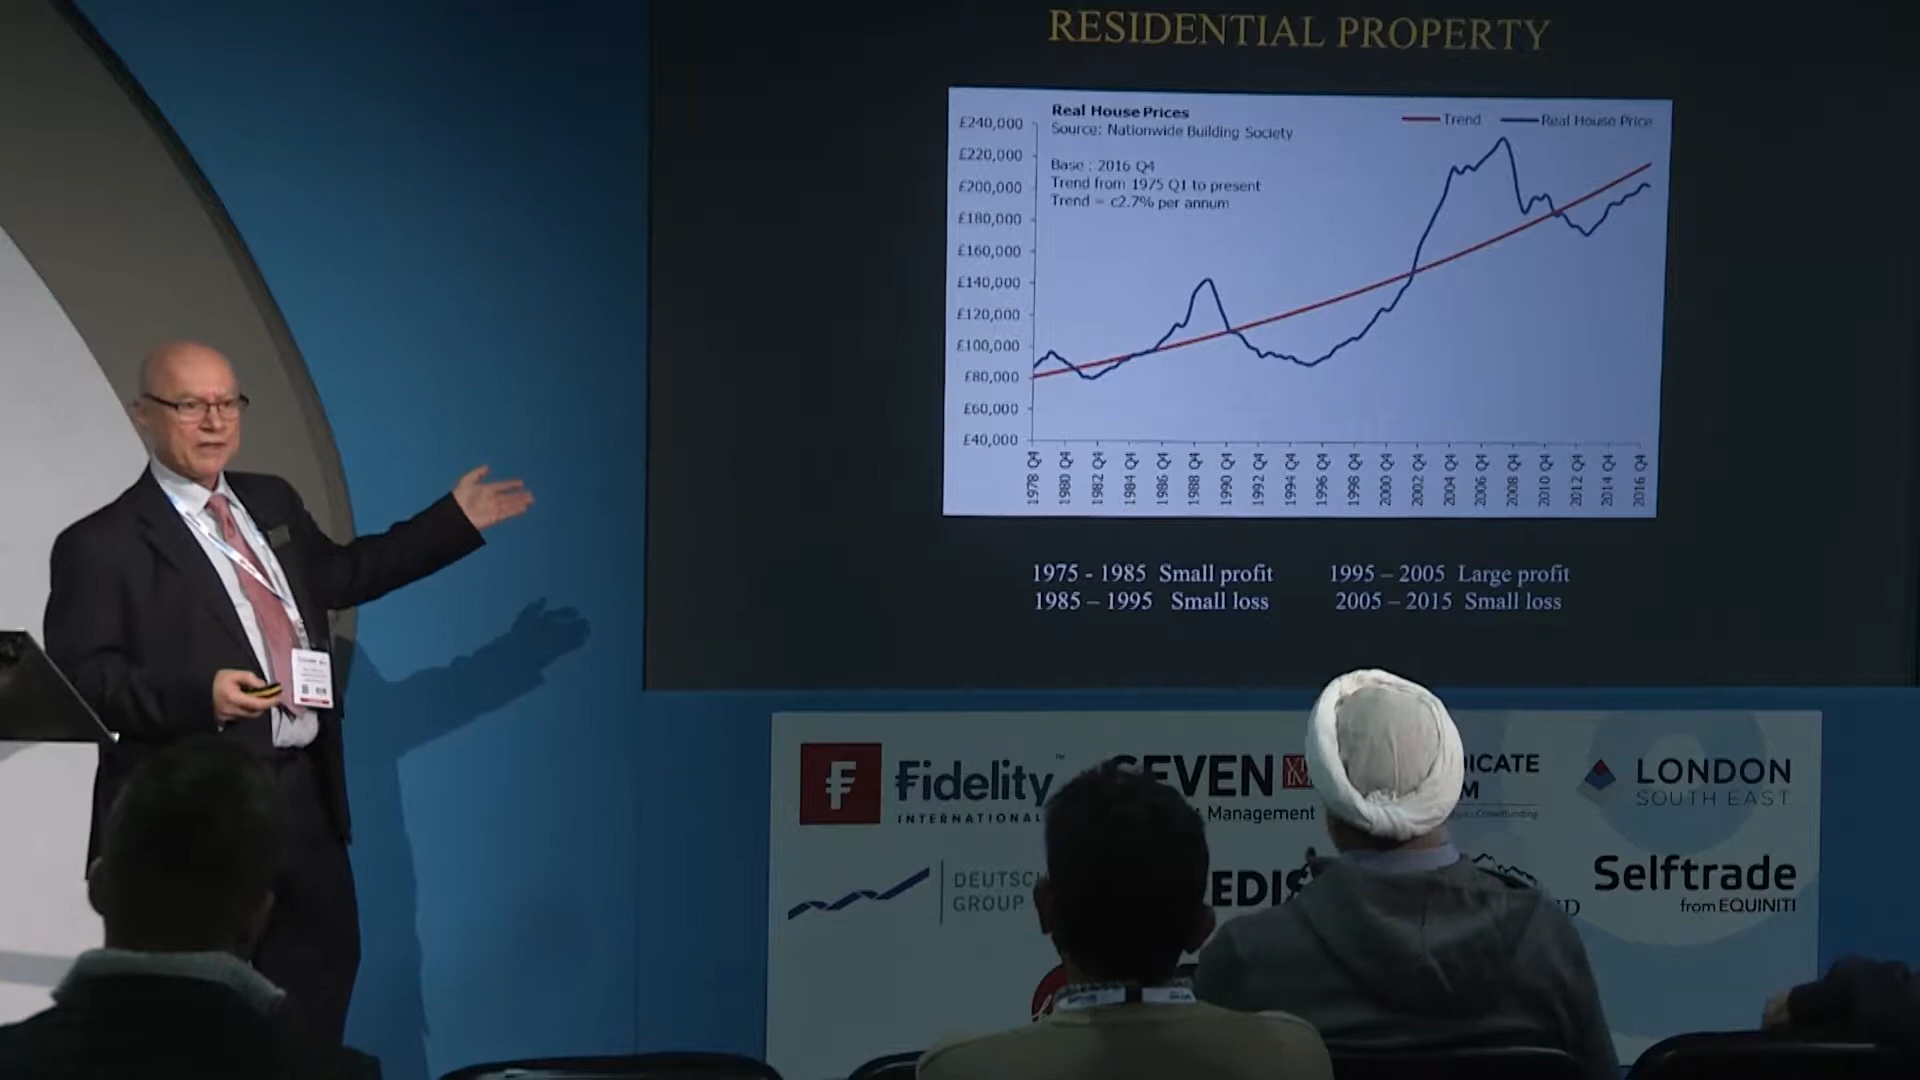 RESIDENTIAL PROPERTY
Real House Prices
Source: Nationwide Building Society
Trend
Real House Price
Base : 2016 Q4
Trend from 1975 Q1 to present
Trend = c2.7% per annum
£240,000
£220,000
£200,000
£180,000
£160,000
£140,000
£120,000
£100,000
£80,000
£60,000
£40,000
1978 Q4
1980 Q4
1982 Q4
1984 Q4
1986 Q4
1988 Q4
1990 Q4
1992 Q4
1994 Q4
1996 Q4
1998 Q4
2000 Q4
2002 Q4
2004 Q4
2006 Q4
2008 Q4
2010 Q4
2012 Q4
2014 Q4
2016 Q4
1975 - 1985 Small profit
1985 – 1995 Small loss
1995 – 2005 Large profit
2005 – 2015 Small loss
Fidelity
INTERNATIONAL
SEVEN
Management
LONDON
SOUTH EAST
GROUP
Selftrade
from EQUINITI